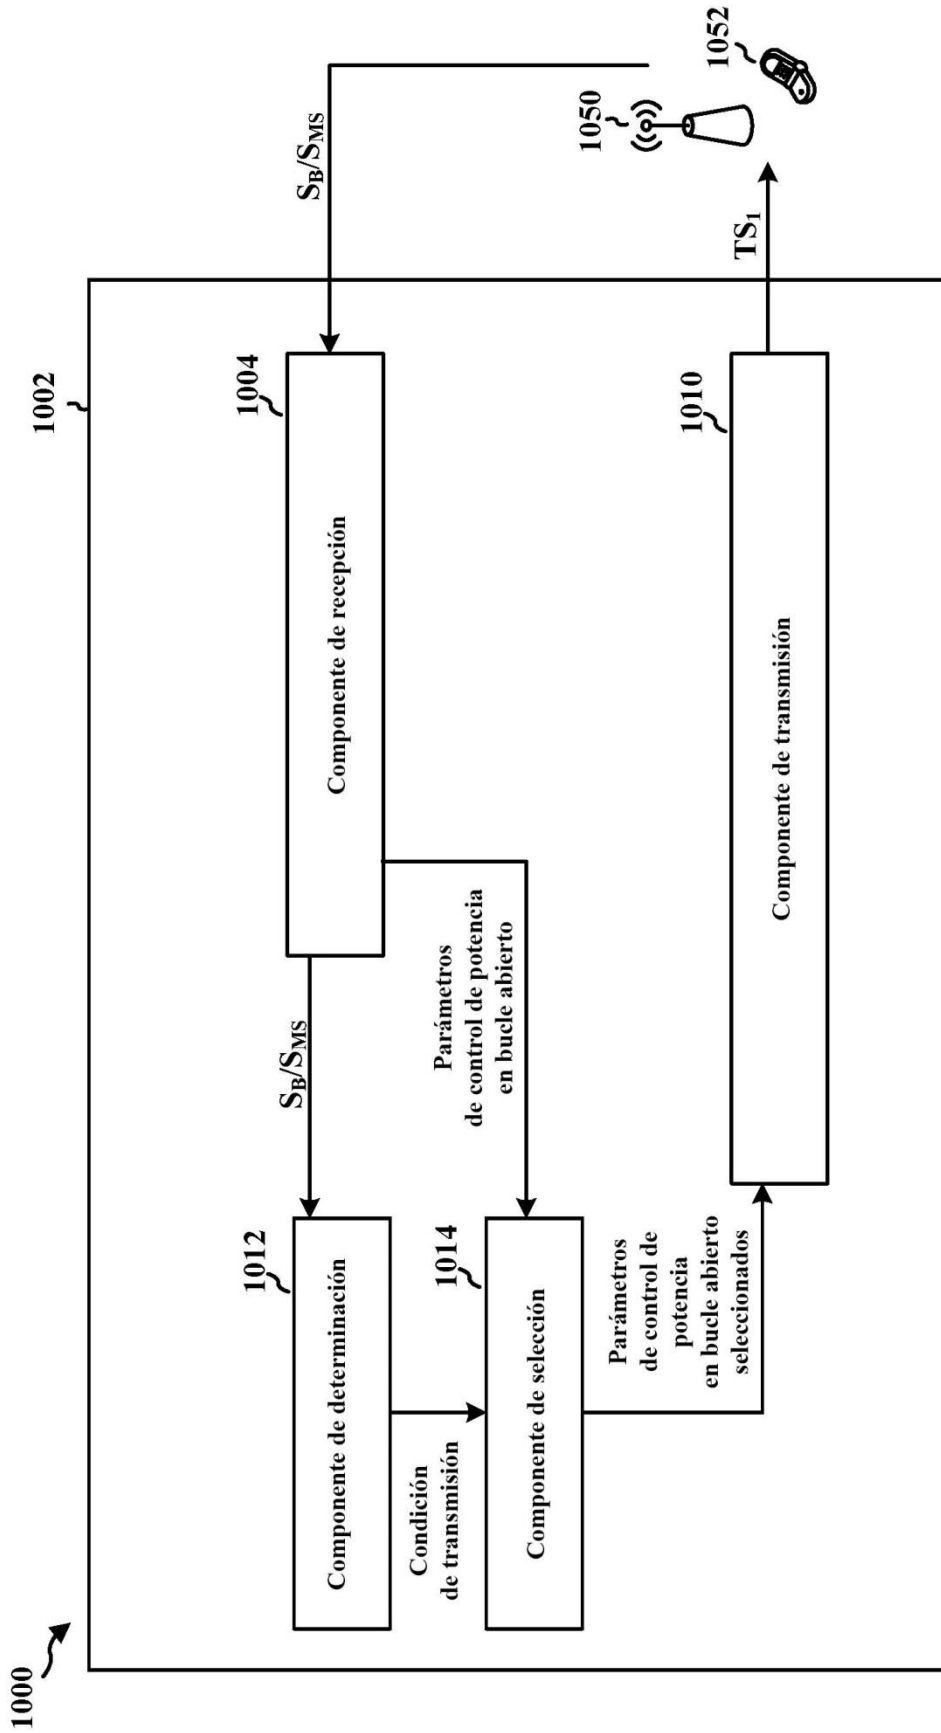 1000
1002
S_B/S_MS
1050
1052
1004
Componente de recepción
S_B/S_MS
1012
Componente de determinación
Parámetros
de control de potencia
en bucle abierto
Condición
de transmisión
1014
Componente de selección
Parámetros
de control de
potencia
en bucle abierto
seleccionados
1010
Componente de transmisión
TS_1